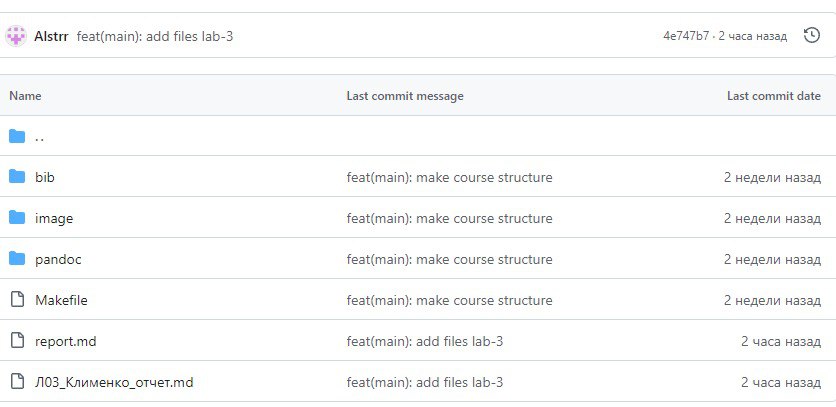 Alstrr feat(main): add files lab-3 4e747b7 · 2 часа назад
Name Last commit message Last commit date
..
bib feat(main): make course structure 2 недели назад
image feat(main): make course structure 2 недели назад
pandoc feat(main): make course structure 2 недели назад
Makefile feat(main): make course structure 2 недели назад
report.md feat(main): add files lab-3 2 часа назад
Л03_Клименко_отчет.md feat(main): add files lab-3 2 часа назад